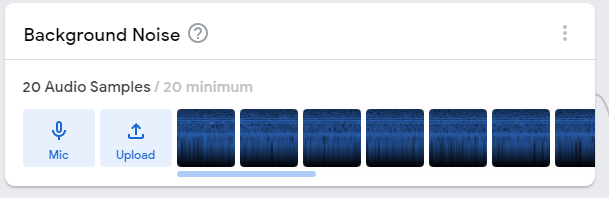 Background Noise ?
20 Audio Samples / 20 minimum
Mic
Upload